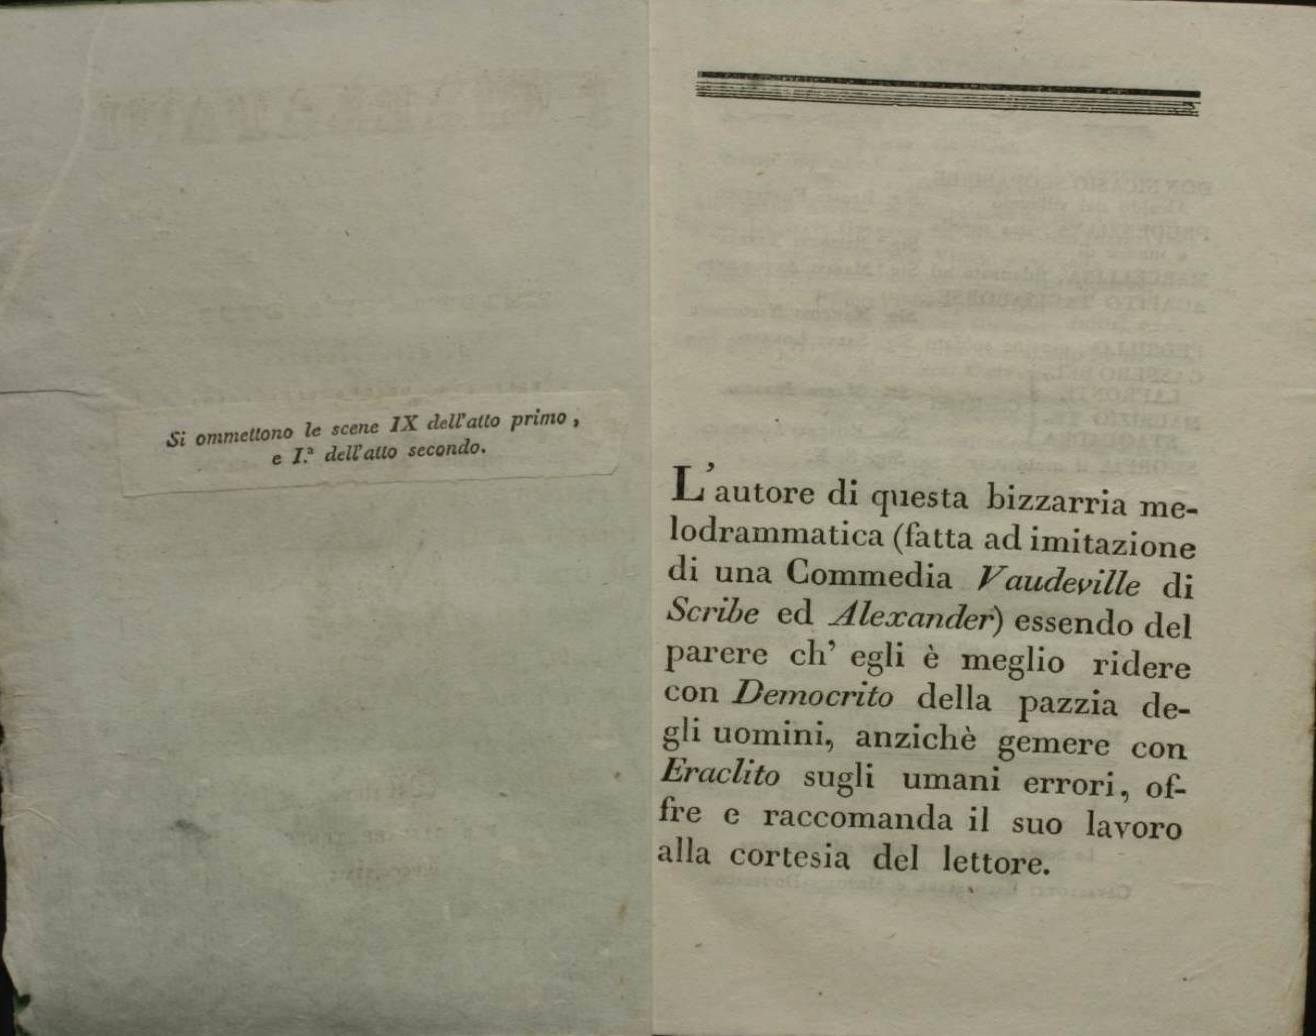 Si ommettono le scene IX dell'atto primo,
e I.ª dell'atto secondo.
L'autore di questa bizzarria me-
lodrammatica (fatta ad imitazione
di una Commedia Vaudeville di
Scribe ed Alexander) essendo del
parere ch' egli è meglio ridere
con Democrito della pazzia de-
gli uomini, anzichè gemere con
Eraclito sugli umani errori, of-
fre e raccomanda il suo lavoro
alla cortesia del lettore.